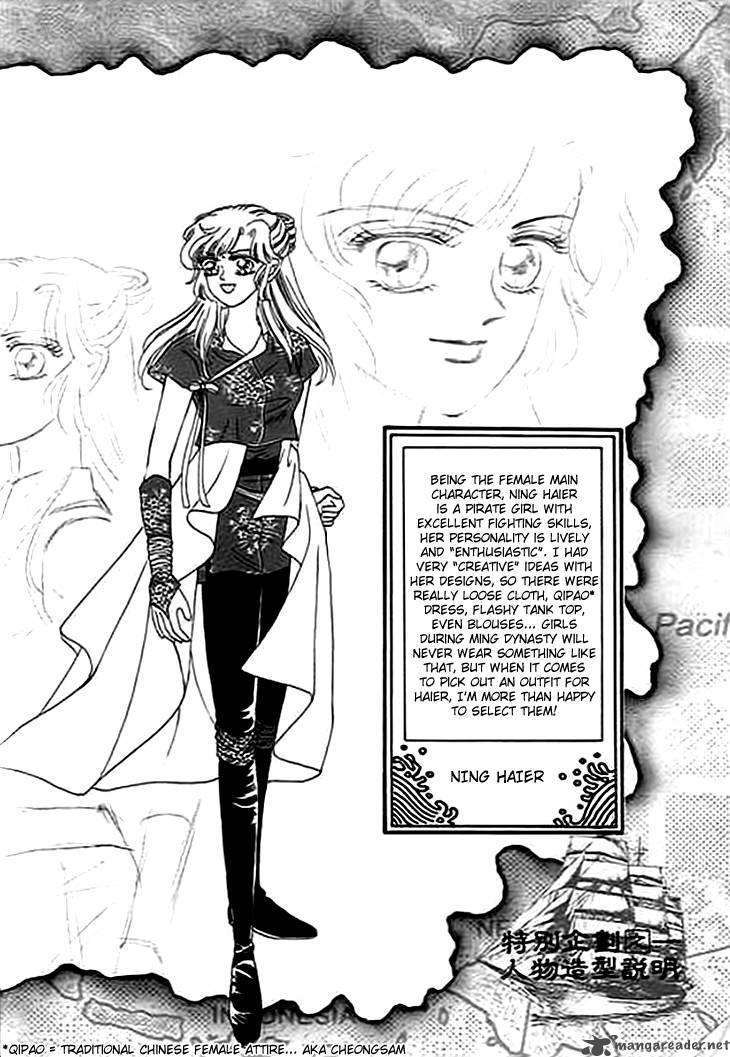 BEING THE FEMALE MAIN
CHARACTER, NING HAIER
IS A PIRATE GIRL WITH
EXCELLENT FIGHTING SKILLS,
HER PERSONALITY IS LIVELY
AND "ENTHUSIASTIC". I HAD
VERY "CREATIVE" IDEAS WITH
HER DESIGNS, SO THERE WERE
REALLY LOOSE CLOTH, QIPAO*
DRESS, FLASHY TANK TOP,
EVEN BLOUSES... GIRLS
DURING MING DYNASTY WILL
NEVER WEAR SOMETHING LIKE
THAT, BUT WHEN IT COMES
TO PICK OUT AN OUTFIT FOR
HAIER, I'M MORE THAN HAPPY
TO SELECT THEM!
Pacif
NING HAIER
NE
特別企劃之一
人物造型說明
INDONESIA
*QIPAO = TRADITIONAL CHINESE FEMALE ATTIRE... AKA CHEONGSAM
mangareader.net